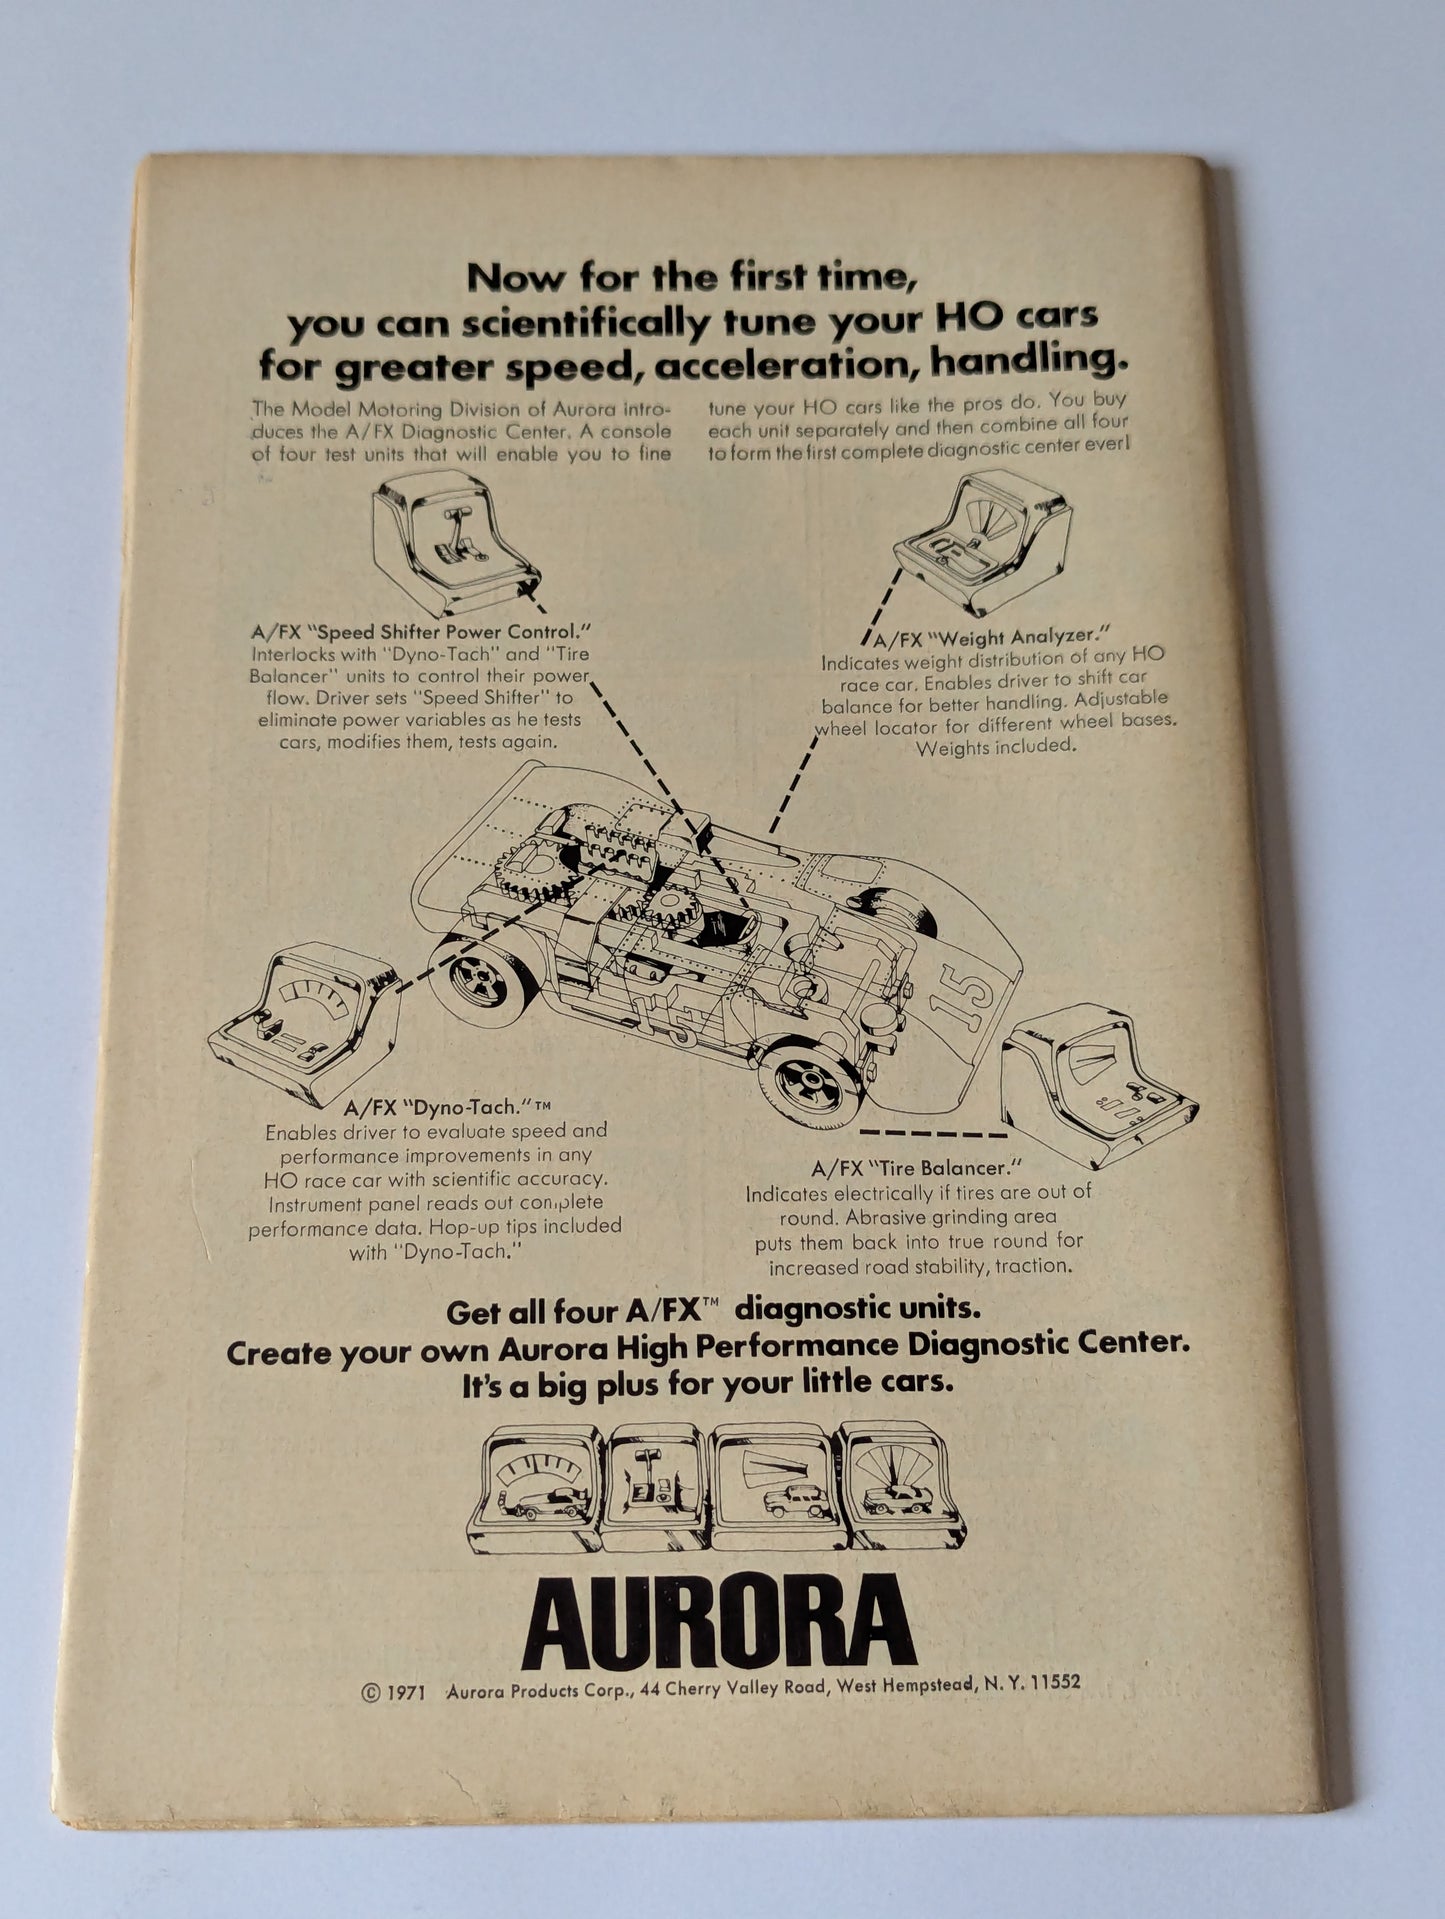 Now for the first time,
you can scientifically tune your HO cars
for greater speed, acceleration, handling.
The Model Motoring Division of Aurora intro-
duces the A/FX Diagnostic Center. A console
of four test units that will enable you to fine
tune your HO cars like the pros do. You buy
each unit separately and then combine all four
to form the first complete diagnostic center ever!
A/FX "Speed Shifter Power Control."
Interlocks with "Dyno-Tach" and "Tire
Balancer" units to control their power
flow. Driver sets "Speed Shifter" to
eliminate power variables as he tests
cars, modifies them, tests again.
A/FX "Weight Analyzer."
Indicates weight distribution of any HO
race car. Enables driver to shift car
balance for better handling. Adjustable
wheel locator for different wheel bases.
Weights included.
15
15
A/FX "Dyno-Tach."™
Enables driver to evaluate speed and
performance improvements in any
HO race car with scientific accuracy.
Instrument panel reads out complete
performance data. Hop-up tips included
with "Dyno-Tach."
A/FX "Tire Balancer."
Indicates electrically if tires are out of
round. Abrasive grinding area
puts them back into true round for
increased road stability, traction.
Get all four A/FX™ diagnostic units.
Create your own Aurora High Performance Diagnostic Center.
It's a big plus for your little cars.
AURORA
© 1971 Aurora Products Corp., 44 Cherry Valley Road, West Hempstead, N.Y. 11552